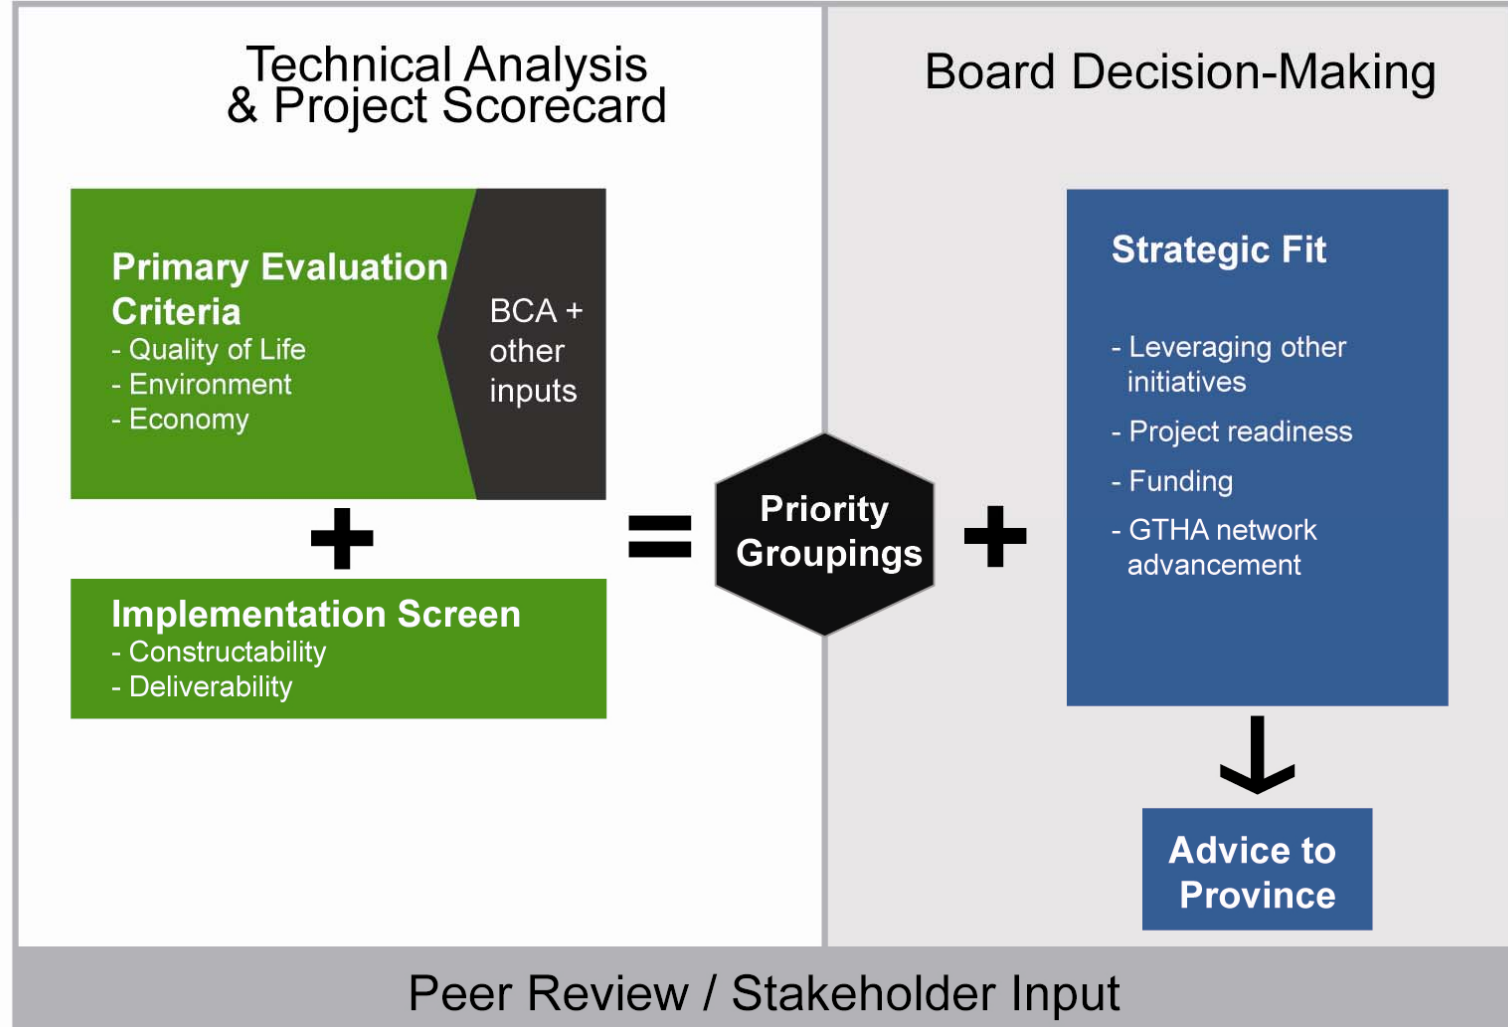 Technical Analysis
& Project Scorecard
Primary Evaluation
Criteria
- Quality of Life
- Environment
- Economy
BCA +
other
inputs
+
Implementation Screen
- Constructability
- Deliverability
=
Priority
Groupings
+
Board Decision-Making
Strategic Fit
- Leveraging other
initiatives
- Project readiness
- Funding
- GTHA network
advancement
Advice to
Province
Peer Review / Stakeholder Input